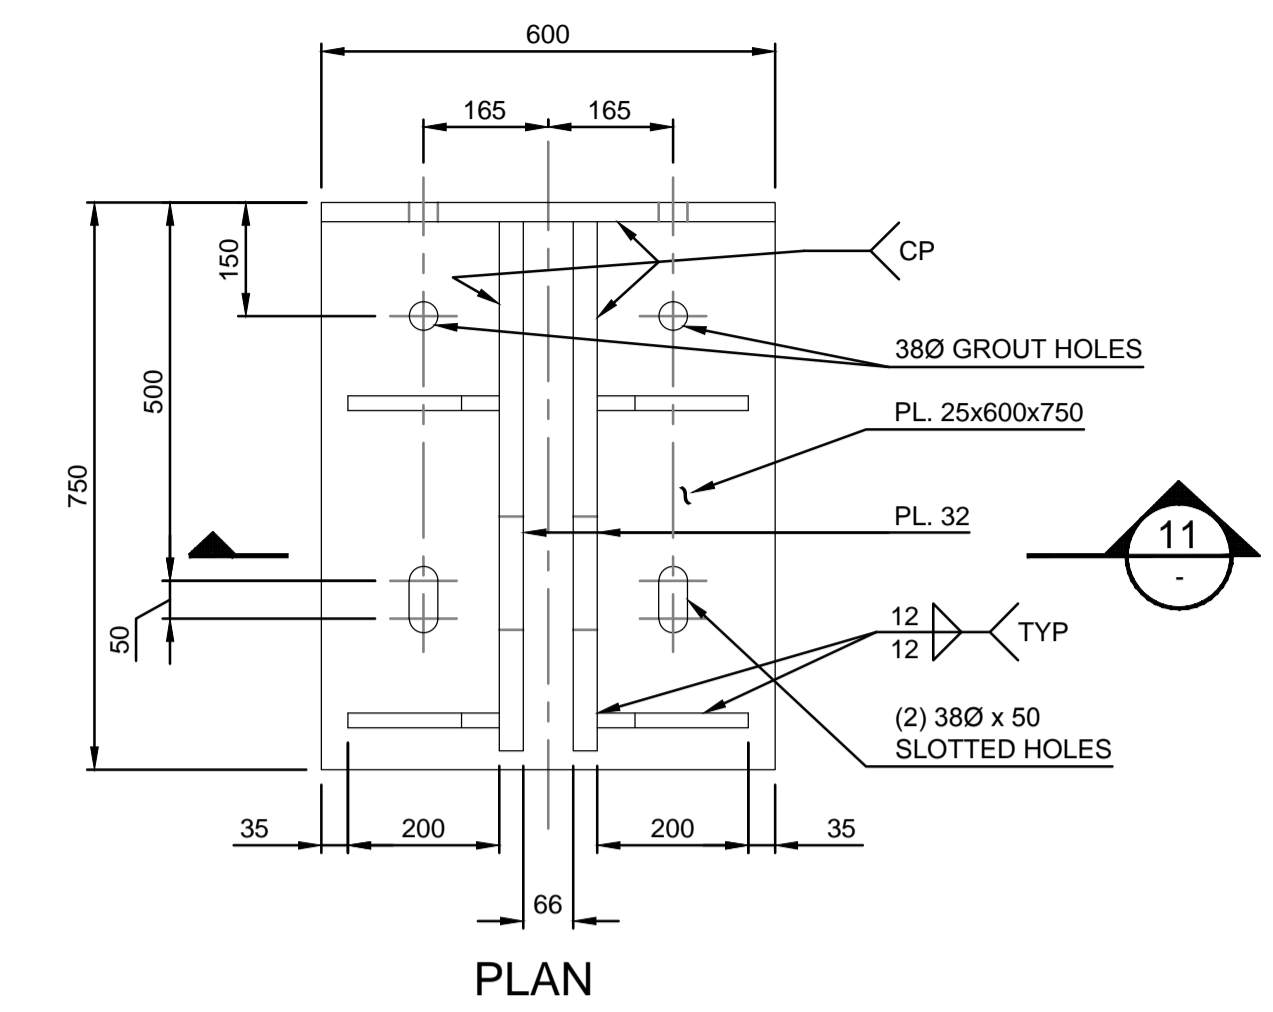 600
165
165
150
CP
38Ø GROUT HOLES
500
PL. 25x600x750
750
PL. 32
11
-
50
12
12
TYP
(2) 38Ø x 50
SLOTTED HOLES
35
200
200
35
66
PLAN